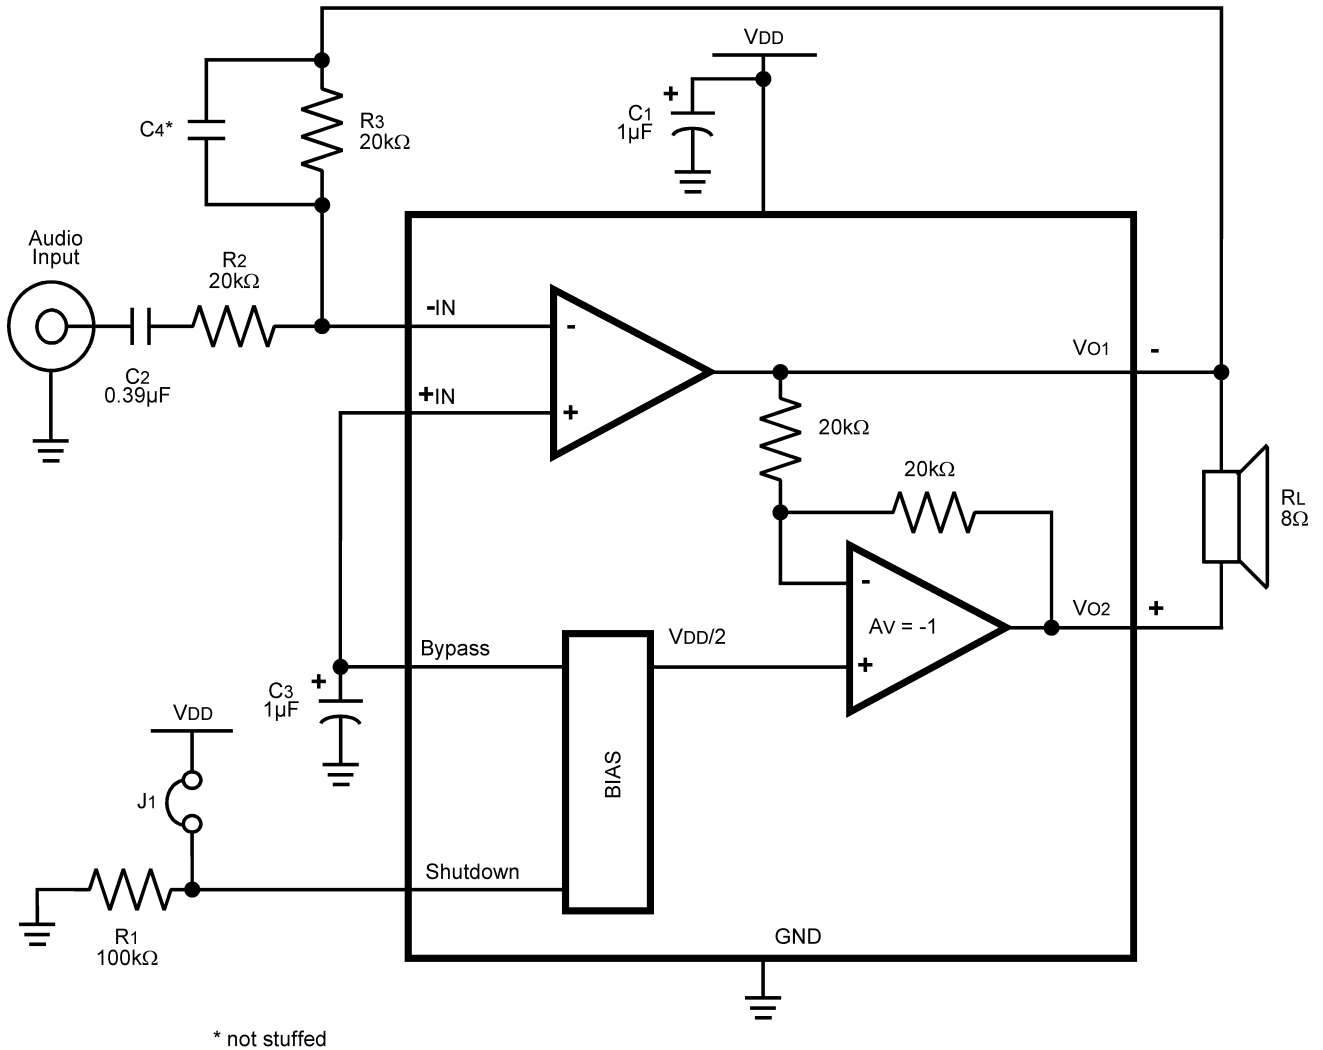 VDD
C1
1µF
+
C4*
R3
20kΩ
Audio
Input
R2
20kΩ
C2
0.39µF
-IN
+IN
-
+
VO1
-
20kΩ
20kΩ
RL
8Ω
-
AV = -1
+
VO2
+
Bypass
VDD/2
+
C3
1µF
BIAS
VDD
J1
Shutdown
R1
100kΩ
GND
* not stuffed